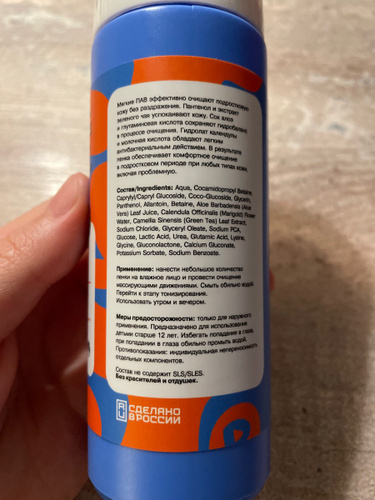 Мягкие ПАВ эффективно очищают подростковую
кожу без раздражения. Пантенол и экстракт
зеленого чая успокаивают кожу. Сок алоэ
и глутаминовая кислота сохраняют гидробаланс
в процессе очищения. Гидролат календулы
и молочная кислота обладают легким
антибактериальным действием. В результате
пенка обеспечивает комфортное очищение
в подростковом периоде при любых типах кожи,
включая проблемную.
Состав/Ingredients: Aqua, Cocamidopropyl Betaine,
Caprylyl/Capryl Glucoside, Coco-Glucoside, Glycerin,
Panthenol, Allantoin, Betaine, Aloe Barbadensis (Aloe
Vera) Leaf Juice, Calendula Officinalis (Marigold) Flower
Water, Camellia Sinensis (Green Tea) Leaf Extract,
Sodium Chloride, Glyceryl Oleate, Sodium PCA,
Glucose, Lactic Acid, Urea, Glutamic Acid, Lysine,
Glycine, Gluconolactone, Calcium Gluconate,
Potassium Sorbate, Sodium Benzoate.
Применение: нанести небольшое количество
пенки на влажное лицо и провести очищение
массирующими движениями. Смыть обильно водой.
Перейти к этапу тонизирования.
Использовать утром и вечером.
Меры предосторожности: только для наружного
применения. Предназначено для использования
детьми старше 12 лет. Избегать попадания в глаза,
при попадании в глаза обильно промыть водой.
Противопоказания: индивидуальная непереносимость
отдельных компонентов.
Состав не содержит SLS/SLES.
Без красителей и отдушек.
RU СДЕЛАНО
В РОССИИ